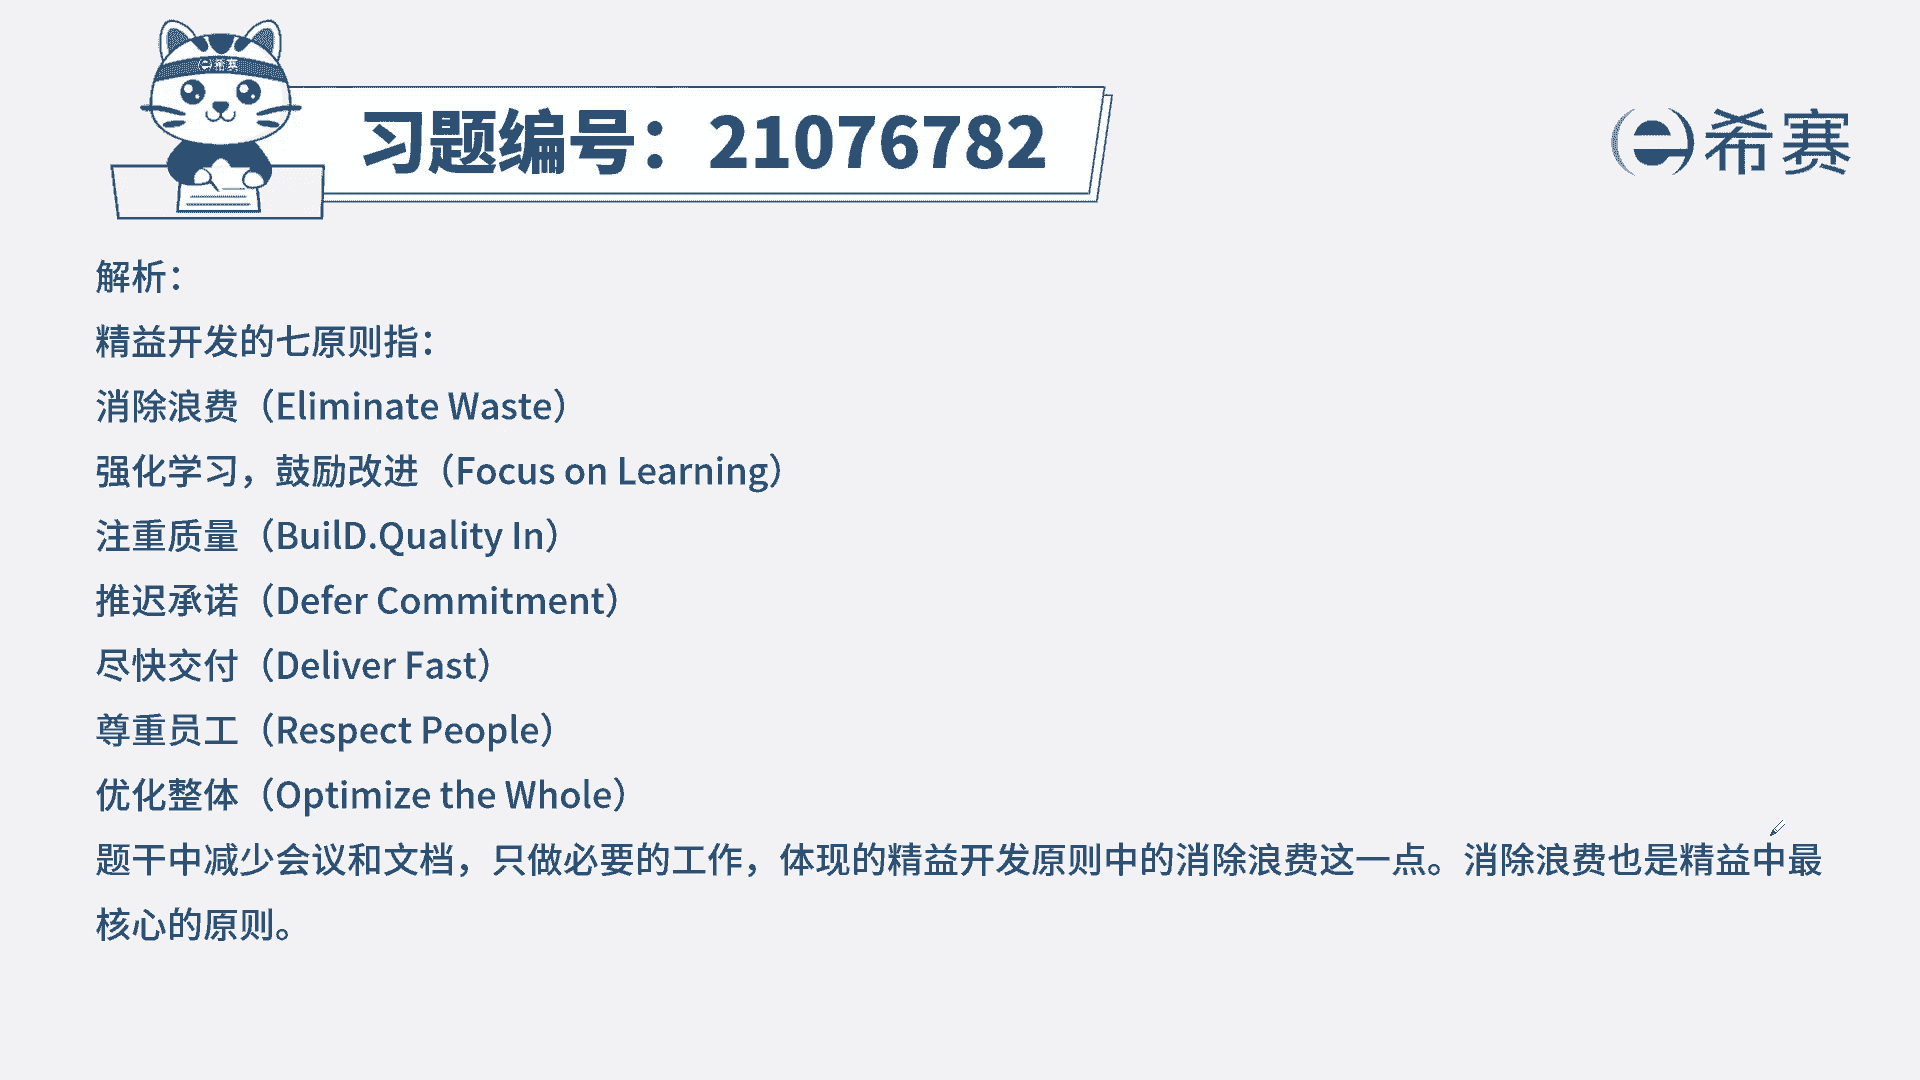 希赛
习题编号：21076782
希赛
解析：
精益开发的七原则指：
消除浪费（Eliminate Waste）
强化学习，鼓励改进（Focus on Learning）
注重质量（BuilD.Quality In）
推迟承诺（Defer Commitment）
尽快交付（Deliver Fast）
尊重员工（Respect People）
优化整体（Optimize the Whole）
题干中减少会议和文档，只做必要的工作，体现的精益开发原则中的消除浪费这一点。消除浪费也是精益中最
核心的原则。